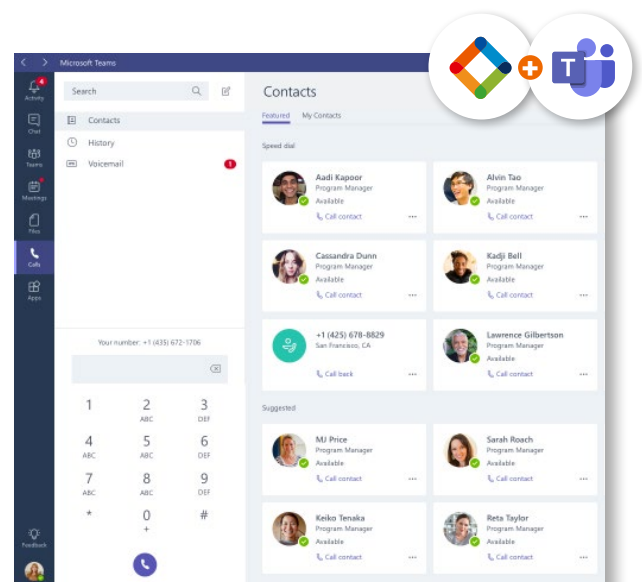 Microsoft Teams
4
Activity
Chat
Teams
Meetings
Files
Calls
Apps
Feedback
Search
Contacts
History
Voicemail
1
Your number: +1 (435) 672-1706
1 2 3
ABC DEF
4 5 6
ABC ABC DEF
7 8 9
ABC ABC DEF
* 0 #
+
Contacts
Featured My Contacts
Speed dial
Aadi Kapoor
Program Manager
Available
Call contact
Alvin Tao
Program Manager
Available
Call contact
Cassandra Dunn
Program Manager
Available
Call contact
Kadji Bell
Program Manager
Available
Call contact
+1 (425) 678-8829
San Francisco, CA
Call back
Lawrence Gilbertson
Program Manager
Available
Call contact
Suggested
MJ Price
Program Manager
Available
Call contact
Sarah Roach
Program Manager
Available
Call contact
Keiko Tenaka
Program Manager
Available
Call contact
Reta Taylor
Program Manager
Available
Call contact
+
T